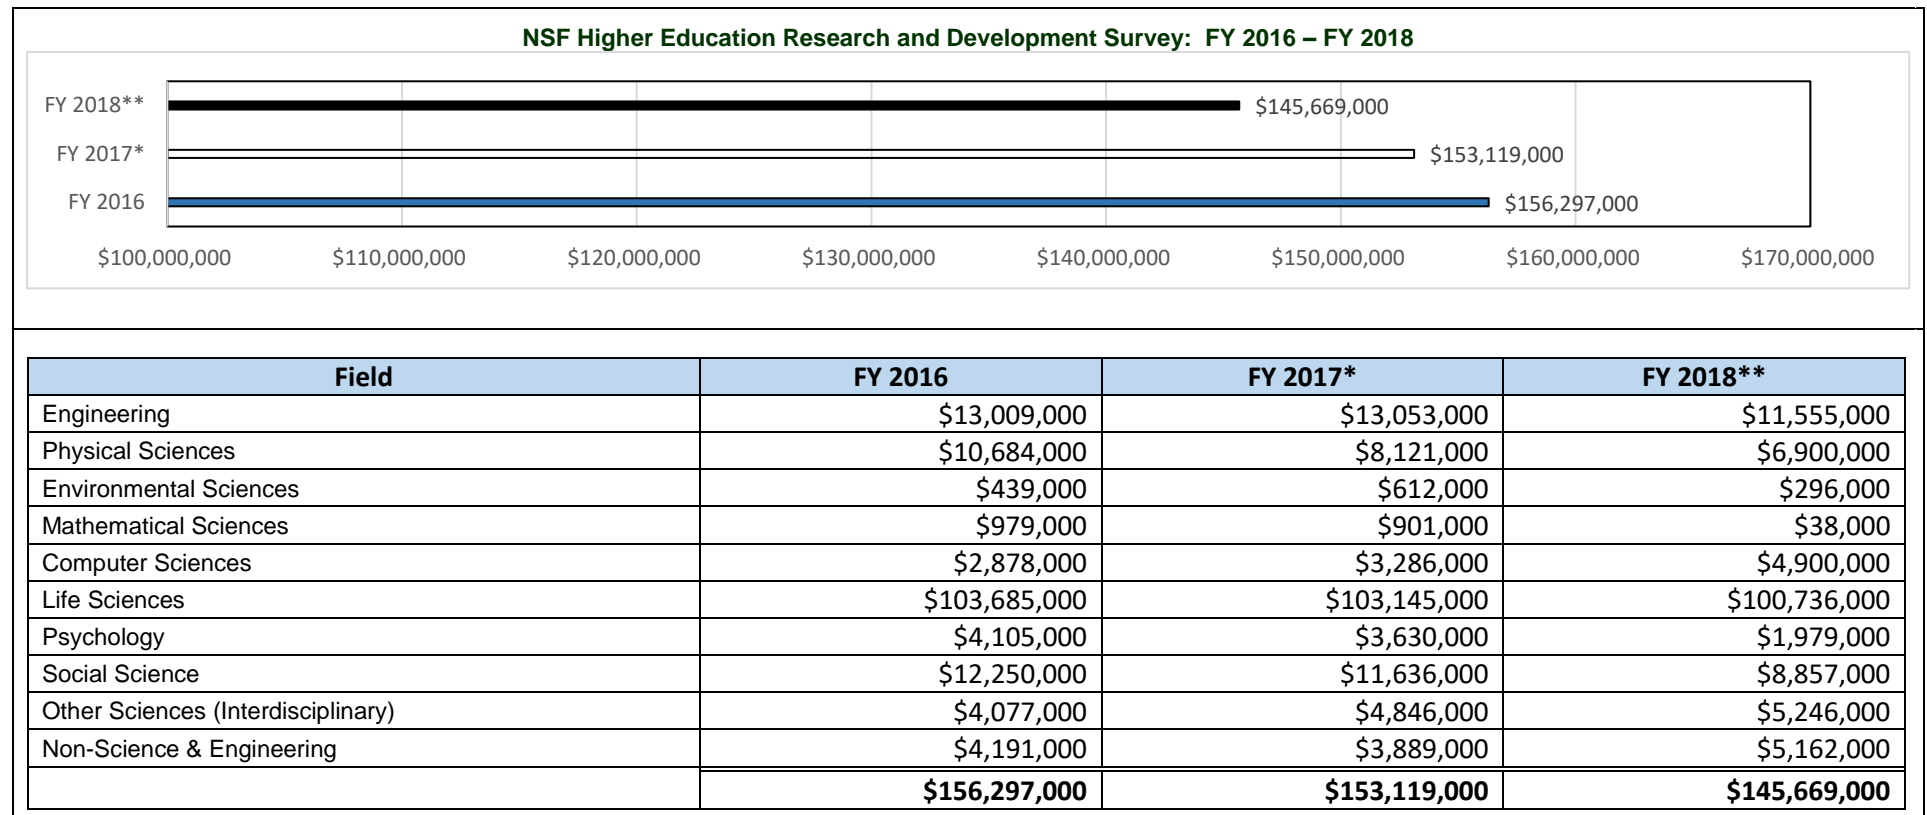 NSF Higher Education Research and Development Survey: FY 2016 – FY 2018
FY 2018** $145,669,000
FY 2017* $153,119,000
FY 2016 $156,297,000
$100,000,000 $110,000,000 $120,000,000 $130,000,000 $140,000,000 $150,000,000 $160,000,000 $170,000,000
Field FY 2016 FY 2017* FY 2018**
Engineering $13,009,000 $13,053,000 $11,555,000
Physical Sciences $10,684,000 $8,121,000 $6,900,000
Environmental Sciences $439,000 $612,000 $296,000
Mathematical Sciences $979,000 $901,000 $38,000
Computer Sciences $2,878,000 $3,286,000 $4,900,000
Life Sciences $103,685,000 $103,145,000 $100,736,000
Psychology $4,105,000 $3,630,000 $1,979,000
Social Science $12,250,000 $11,636,000 $8,857,000
Other Sciences (Interdisciplinary) $4,077,000 $4,846,000 $5,246,000
Non-Science & Engineering $4,191,000 $3,889,000 $5,162,000
$156,297,000 $153,119,000 $145,669,000